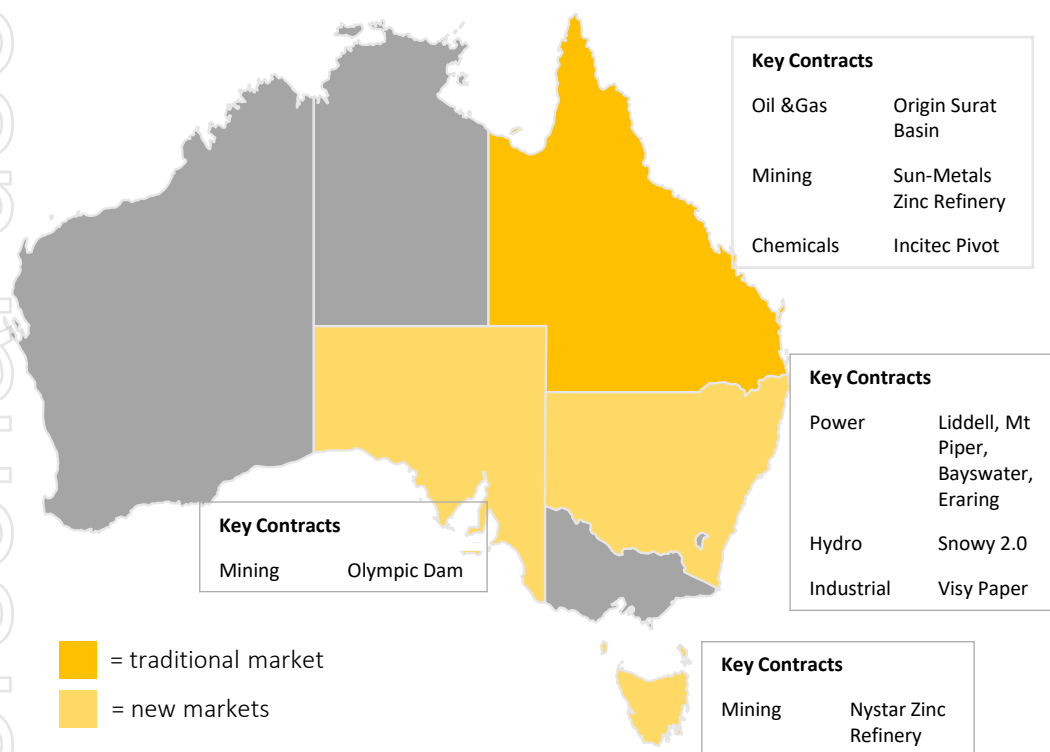 Key Contracts
Oil &Gas Origin Surat
Basin
Mining Sun-Metals
Zinc Refinery
Chemicals Incitec Pivot
Key Contracts
Power Liddell, Mt
Piper,
Bayswater,
Eraring
Hydro Snowy 2.0
Industrial Visy Paper
Key Contracts
Mining Olympic Dam
= traditional market
= new markets
Key Contracts
Mining Nystar Zinc
Refinery